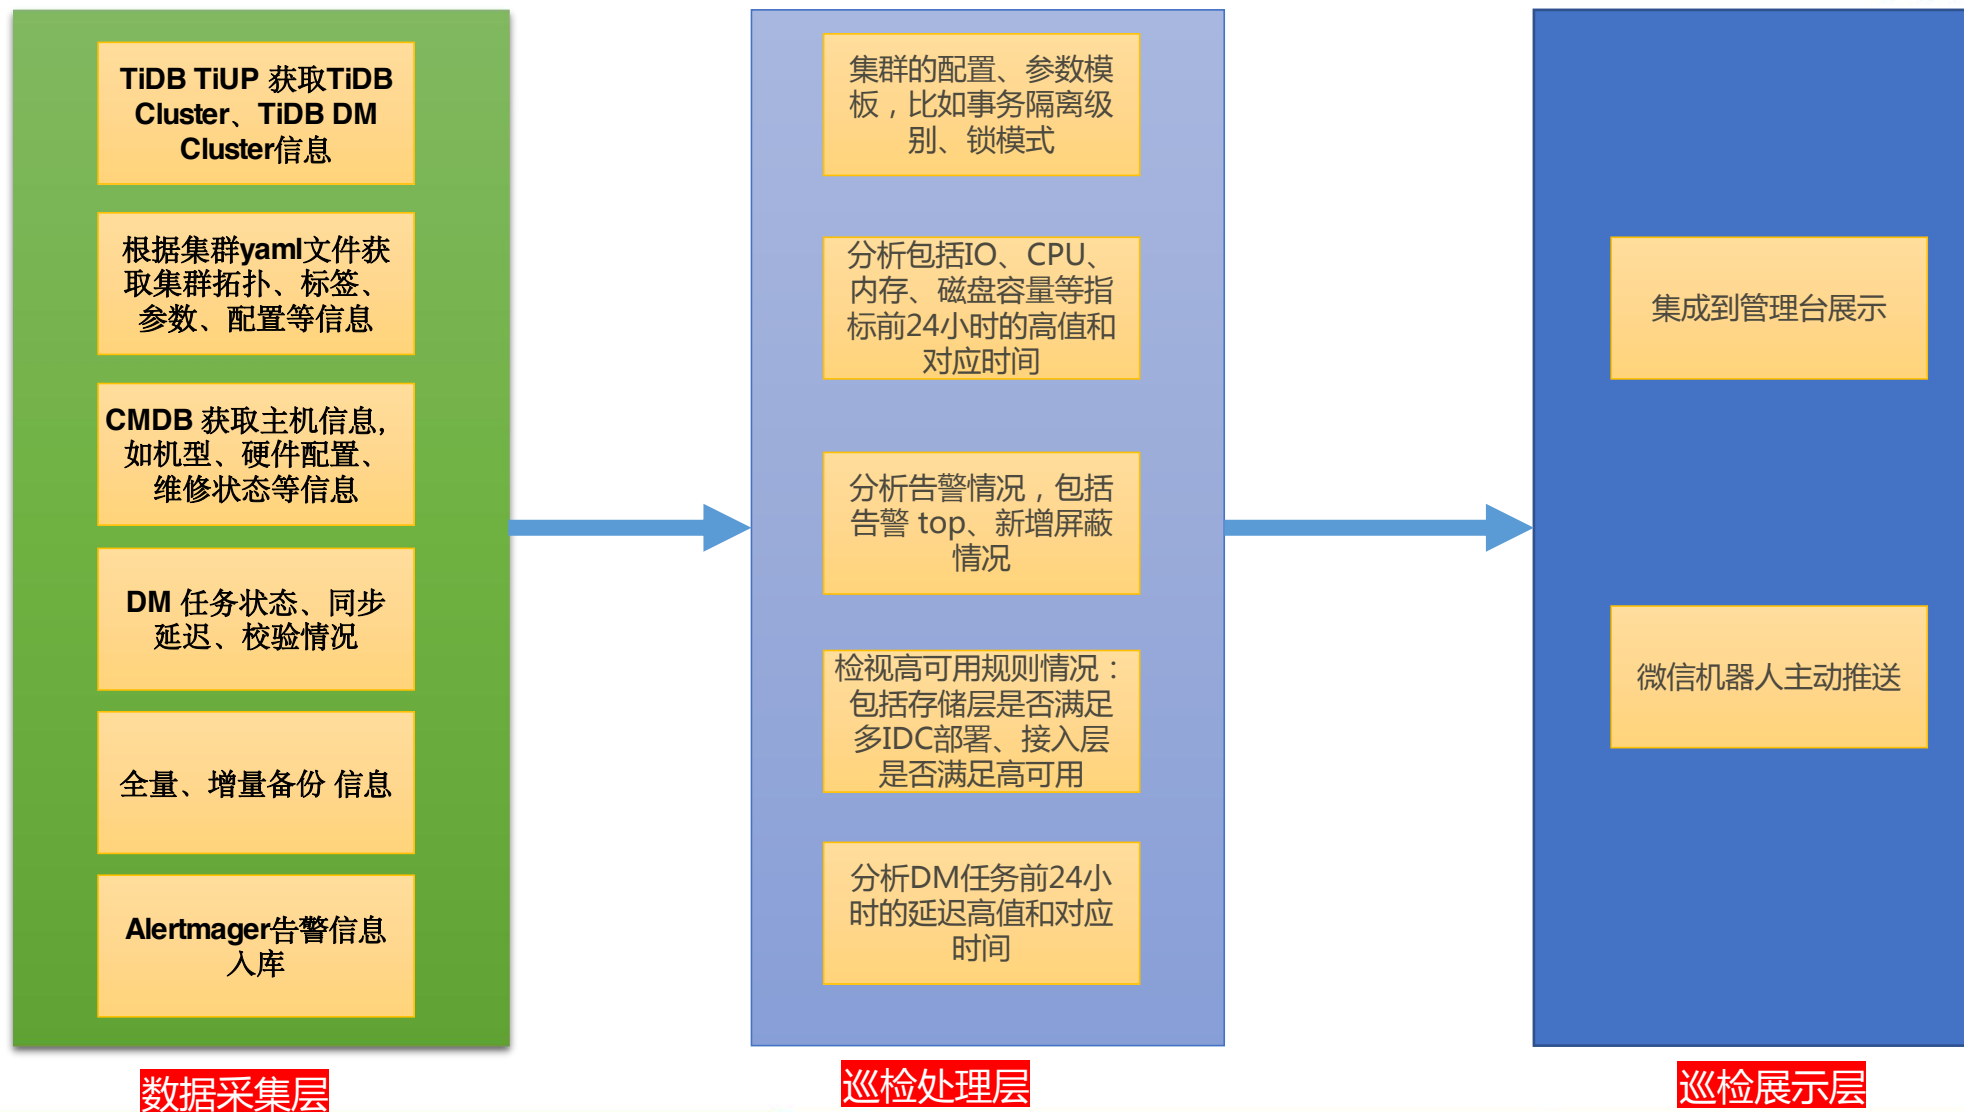 TiDB TiUP 获取TiDB
Cluster、TiDB DM
Cluster信息
根据集群yaml文件获
取集群拓扑、标签、
参数、配置等信息
CMDB 获取主机信息,
如机型、硬件配置、
维修状态等信息
DM 任务状态、同步
延迟、校验情况
全量、增量备份 信息
Alertmager告警信息
入库
数据采集层
集群的配置、参数模
板，比如事务隔离级
别、锁模式
分析包括IO、CPU、
内存、磁盘容量等指
标前24小时的高值和
对应时间
分析告警情况，包括
告警 top、新增屏蔽
情况
检视高可用规则情况：
包括存储层是否满足
多IDC部署、接入层
是否满足高可用
分析DM任务前24小
时的延迟高值和对应
时间
巡检处理层
集成到管理台展示
微信机器人主动推送
巡检展示层